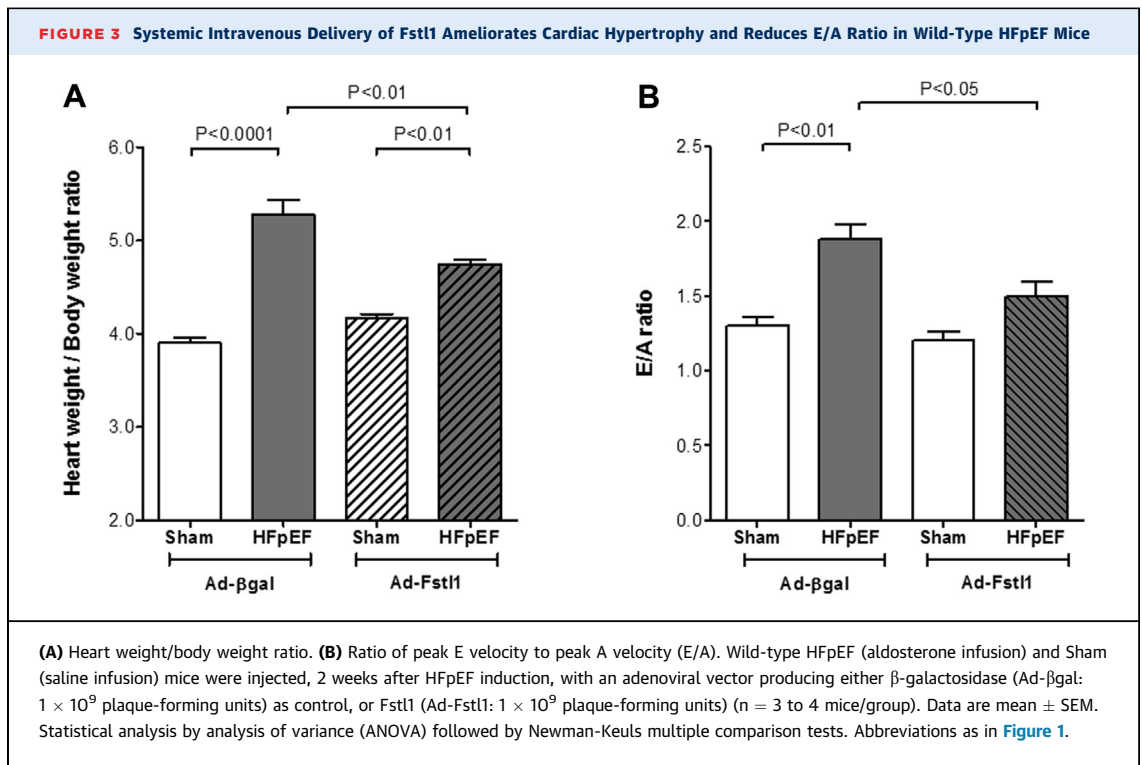 FIGURE 3 Systemic Intravenous Delivery of Fstl1 Ameliorates Cardiac Hypertrophy and Reduces E/A Ratio in Wild-Type HFpEF Mice
A
P<0.01
P<0.0001
P<0.01
Heart weight / Body weight ratio
6.0
5.0
4.0
3.0
2.0
Sham
HFpEF
Sham
HFpEF
Ad-βgal
Ad-Fstl1
B
P<0.05
P<0.01
E/A ratio
2.5
2.0
1.5
1.0
0.5
0.0
Sham
HFpEF
Sham
HFpEF
Ad-βgal
Ad-Fstl1
(A) Heart weight/body weight ratio. (B) Ratio of peak E velocity to peak A velocity (E/A). Wild-type HFpEF (aldosterone infusion) and Sham
(saline infusion) mice were injected, 2 weeks after HFpEF induction, with an adenoviral vector producing either β-galactosidase (Ad-βgal:
1 × 10⁹ plaque-forming units) as control, or Fstl1 (Ad-Fstl1: 1 × 10⁹ plaque-forming units) (n = 3 to 4 mice/group). Data are mean ± SEM.
Statistical analysis by analysis of variance (ANOVA) followed by Newman-Keuls multiple comparison tests. Abbreviations as in Figure 1.